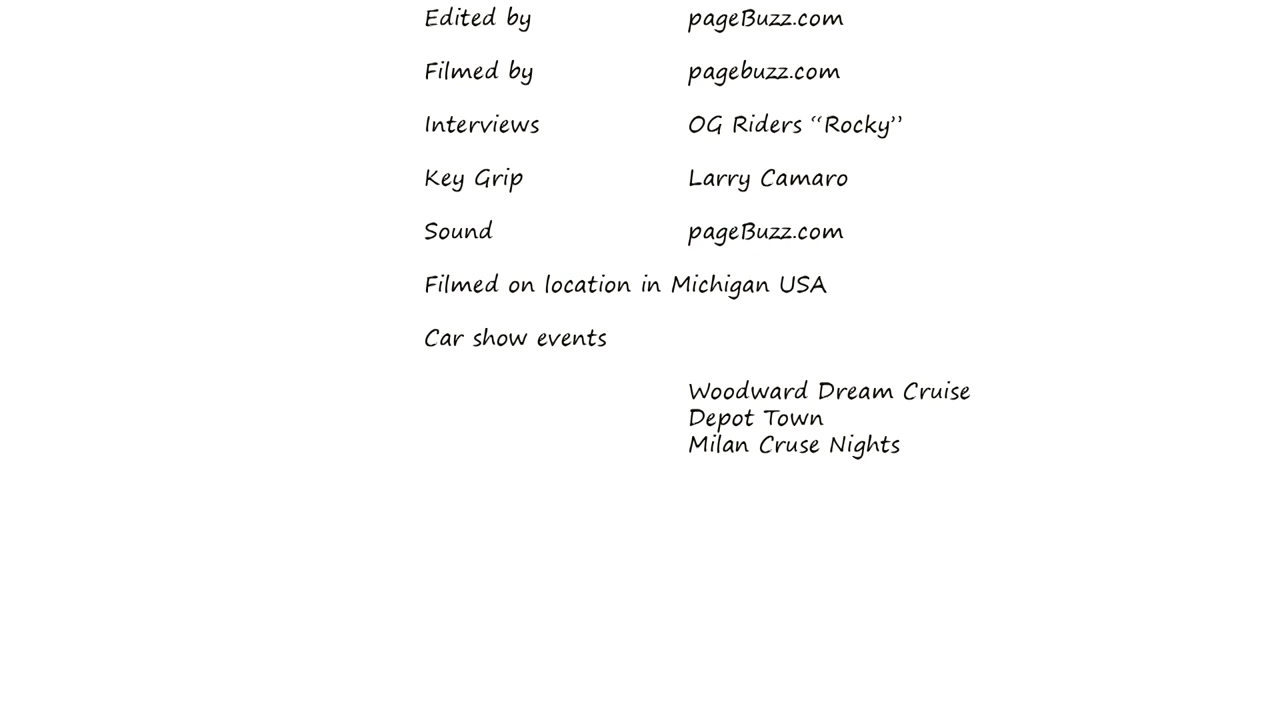 Edited by pageBuzz.com
Filmed by pagebuzz.com
Interviews OG Riders “Rocky”
Key Grip Larry Camaro
Sound pageBuzz.com
Filmed on location in Michigan USA
Car show events
Woodward Dream Cruise
Depot Town
Milan Cruse Nights